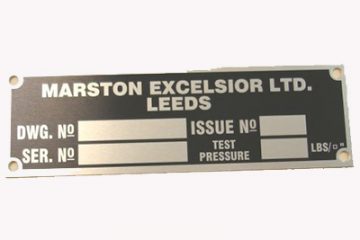 MARSTON EXCELSIOR LTD.
LEEDS
DWG. Nº ISSUE Nº
SER. Nº TEST PRESSURE LBS/□"